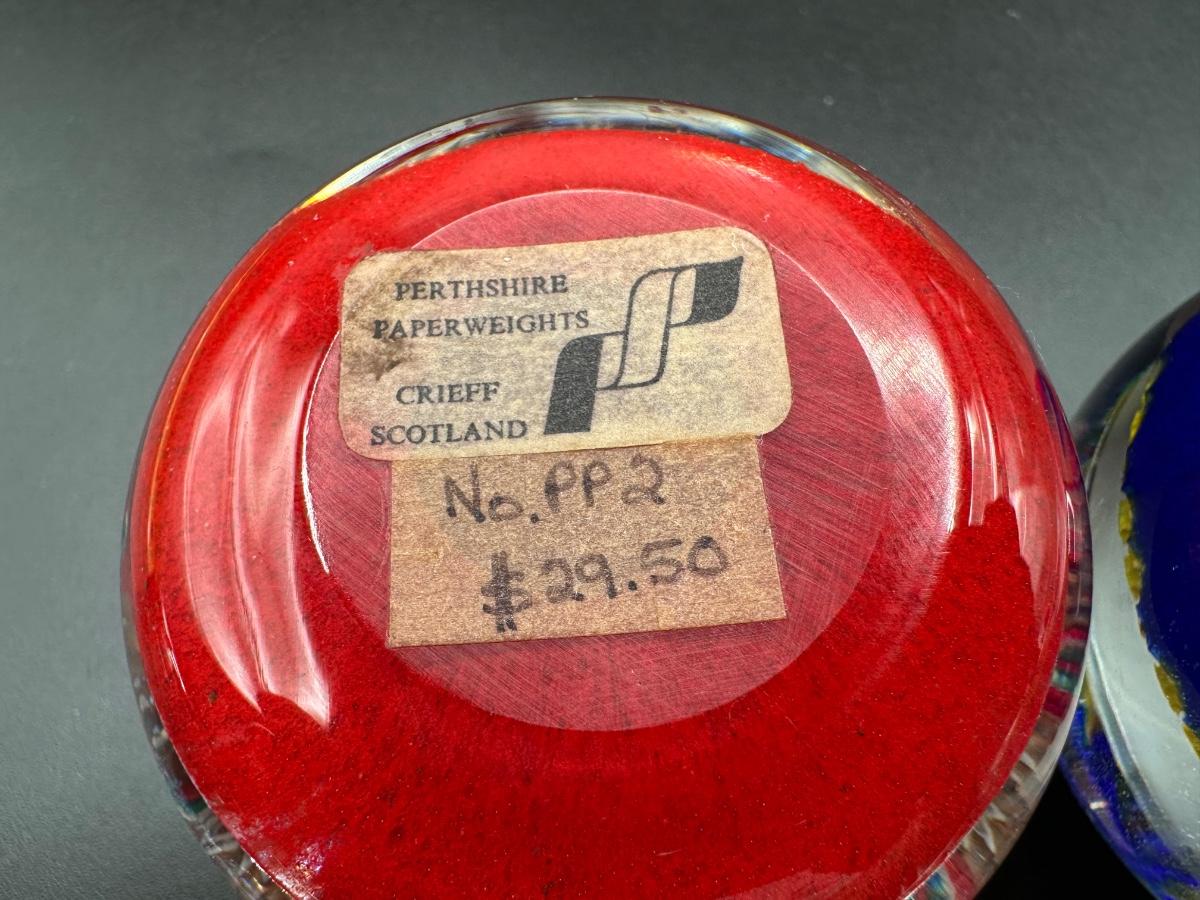 PERTHSHIRE
PAPERWEIGHTS
CRIEFF
SCOTLAND
No. PP2
$29.50